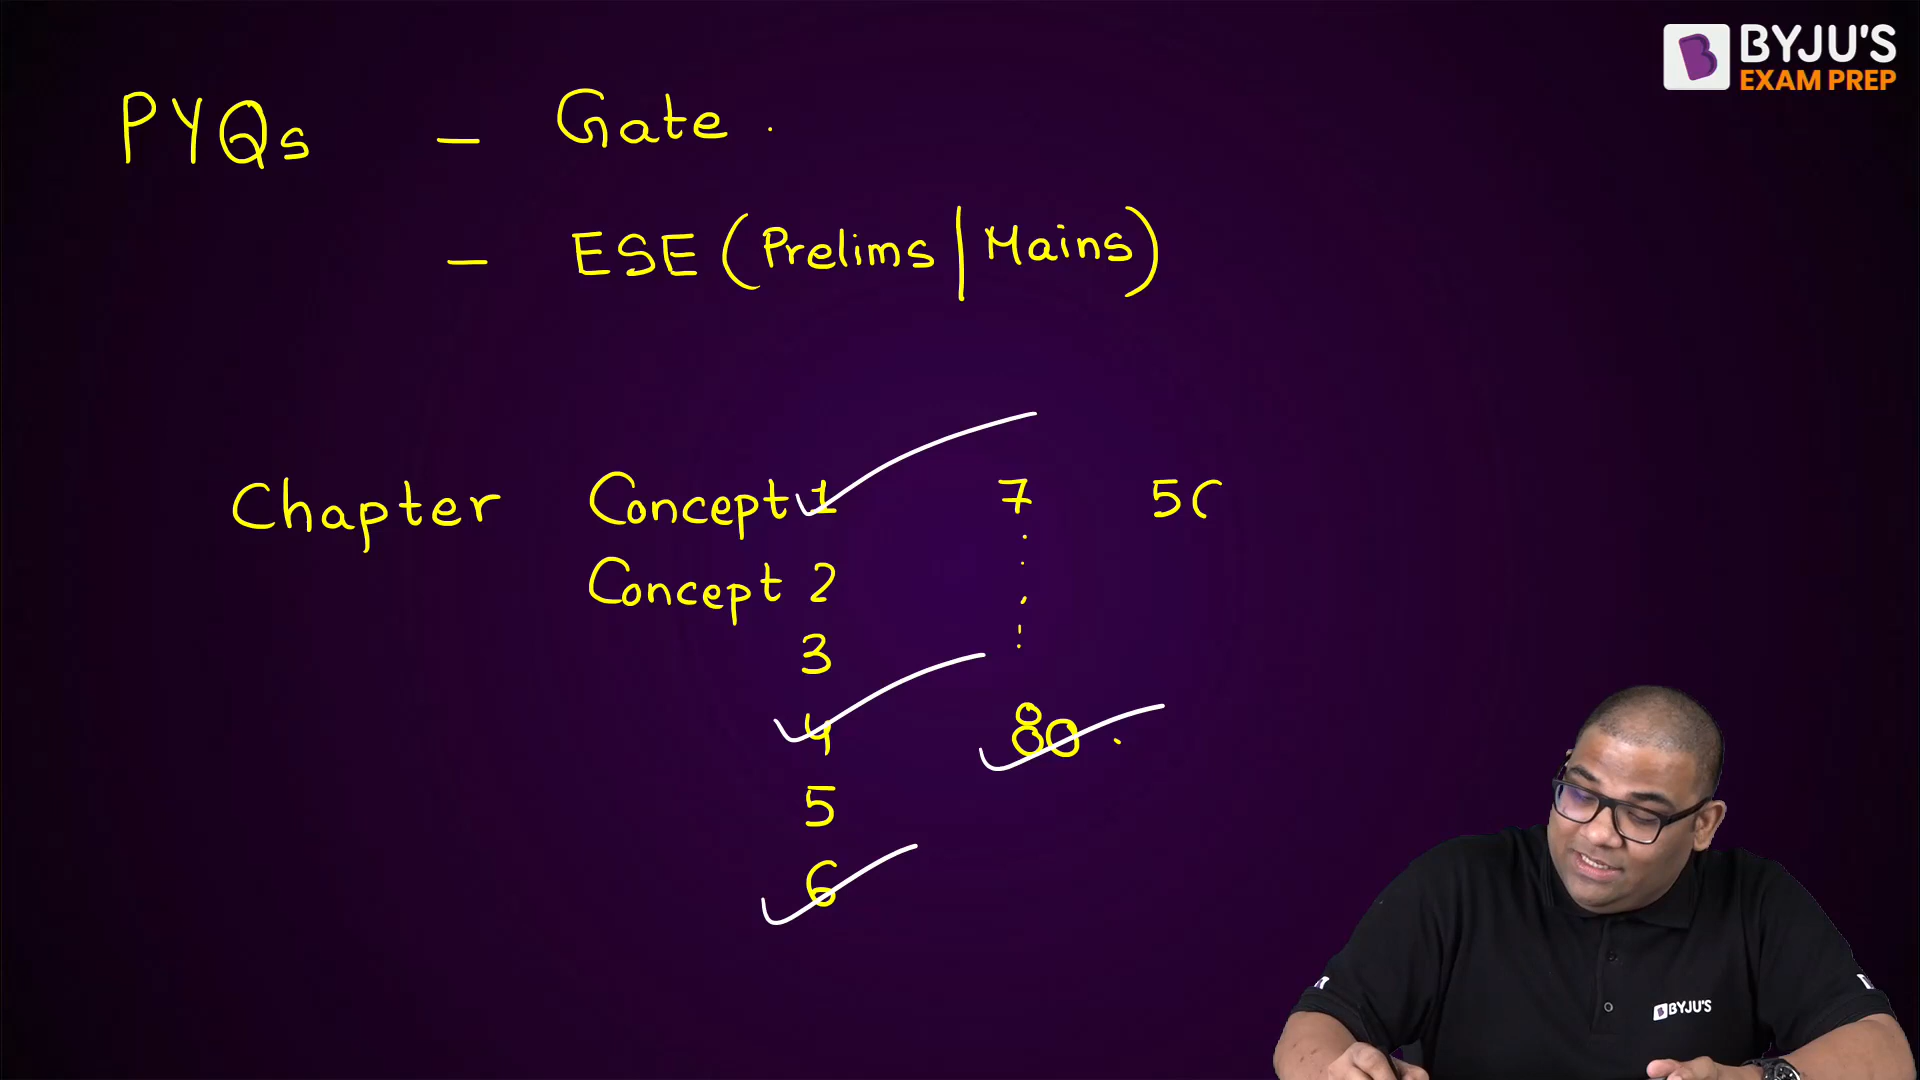 BYJU'S
EXAM PREP
PYQs - Gate .
- ESE (Prelims | Mains)
Chapter Concept 1 7 5(
Concept 2
3
4 80 .
5
6
BYJU'S